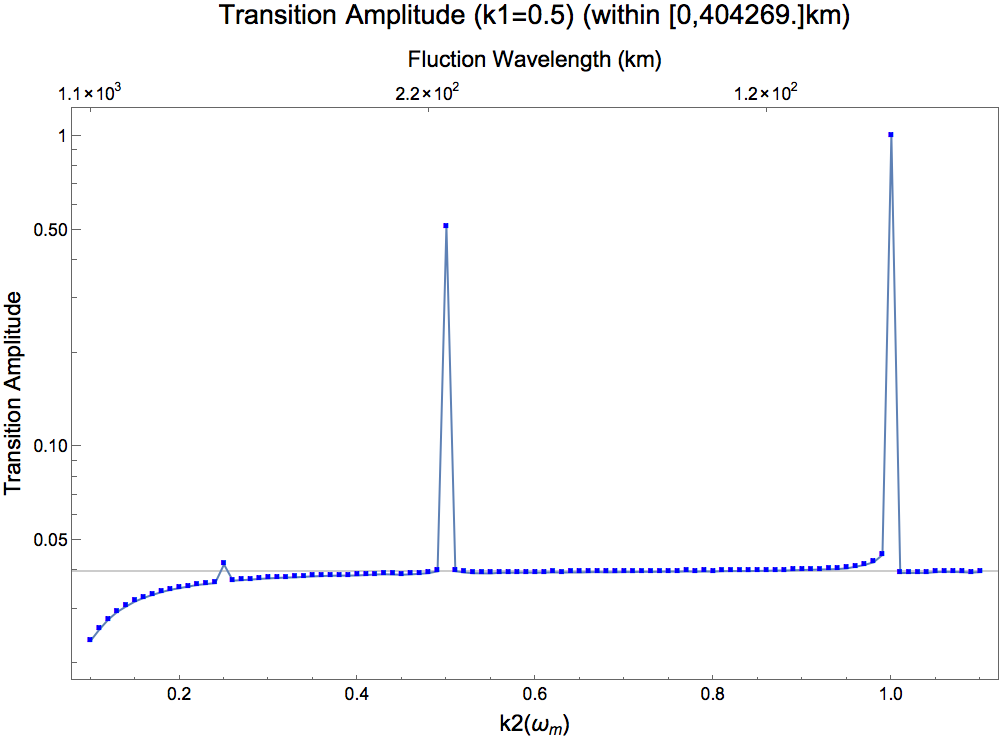 Transition Amplitude (k1=0.5) (within [0,404269.]km)
Fluction Wavelength (km)
1.1×10³ 2.2×10² 1.2×10²
1
0.50
0.10
0.05
Transition Amplitude
0.2 0.4 0.6 0.8 1.0
k2(ωₘ)